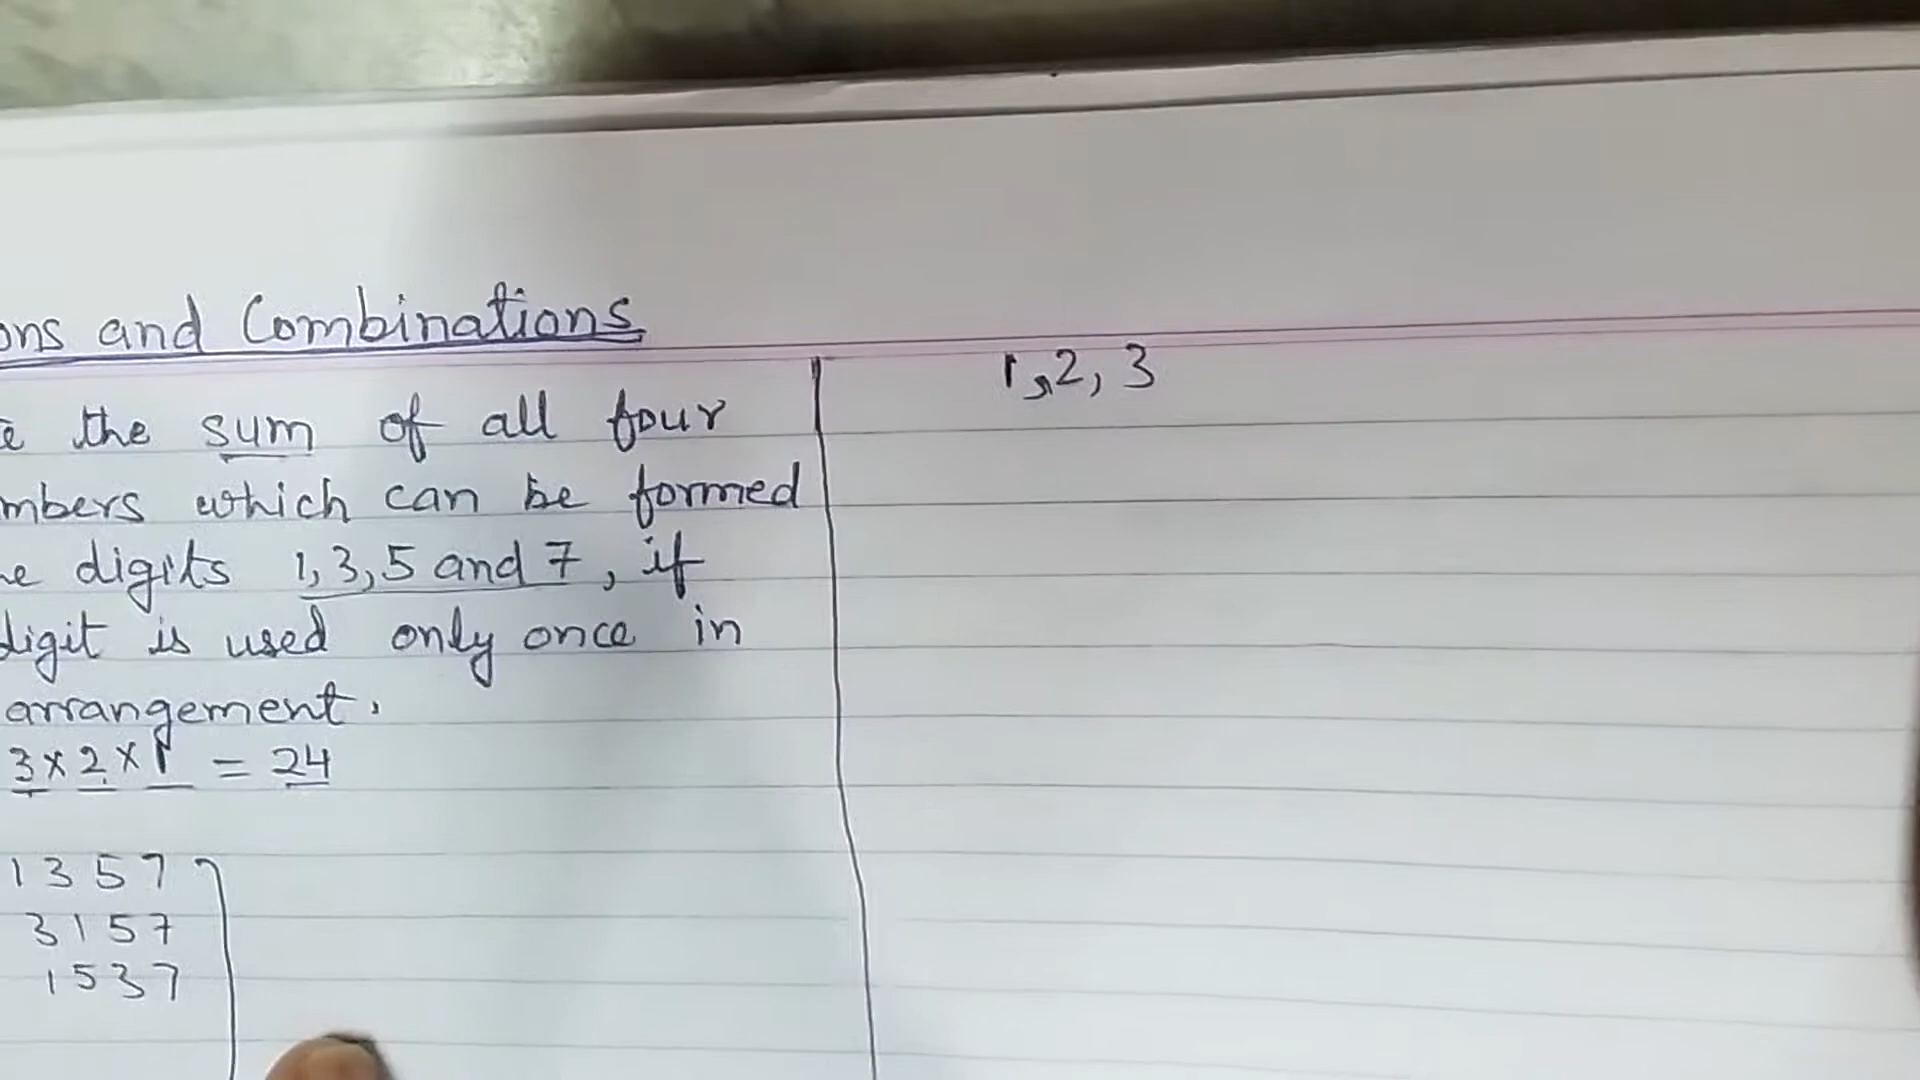 ons and Combinations
the sum of all four
mbers which can be formed
digits 1,3,5 and 7, if
digit is used only once in
arrangement.
3 x 2 x 1 = 24
1 3 5 7
3 1 5 7
1 5 3 7
1, 2, 3